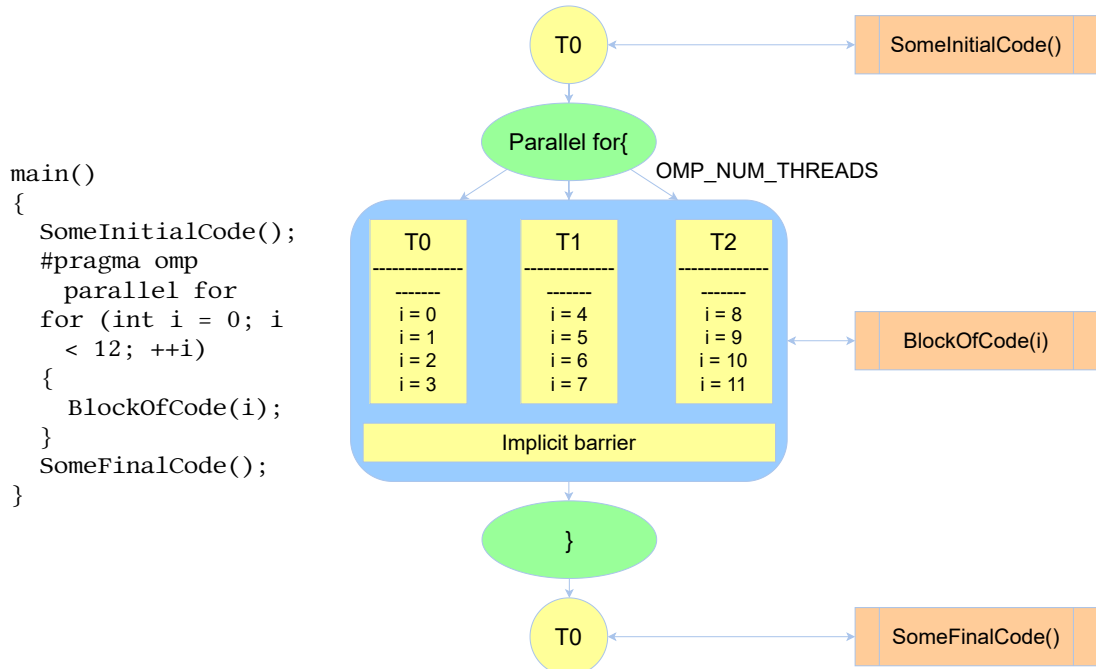 main()
{
SomeInitialCode();
#pragma omp
parallel for
for (int i = 0; i
< 12; ++i)
{
BlockOfCode(i);
}
SomeFinalCode();
}
T0
SomeInitialCode()
Parallel for{
OMP_NUM_THREADS
T0
--------------
-------
i = 0
i = 1
i = 2
i = 3
T1
--------------
-------
i = 4
i = 5
i = 6
i = 7
T2
--------------
-------
i = 8
i = 9
i = 10
i = 11
BlockOfCode(i)
Implicit barrier
}
T0
SomeFinalCode()